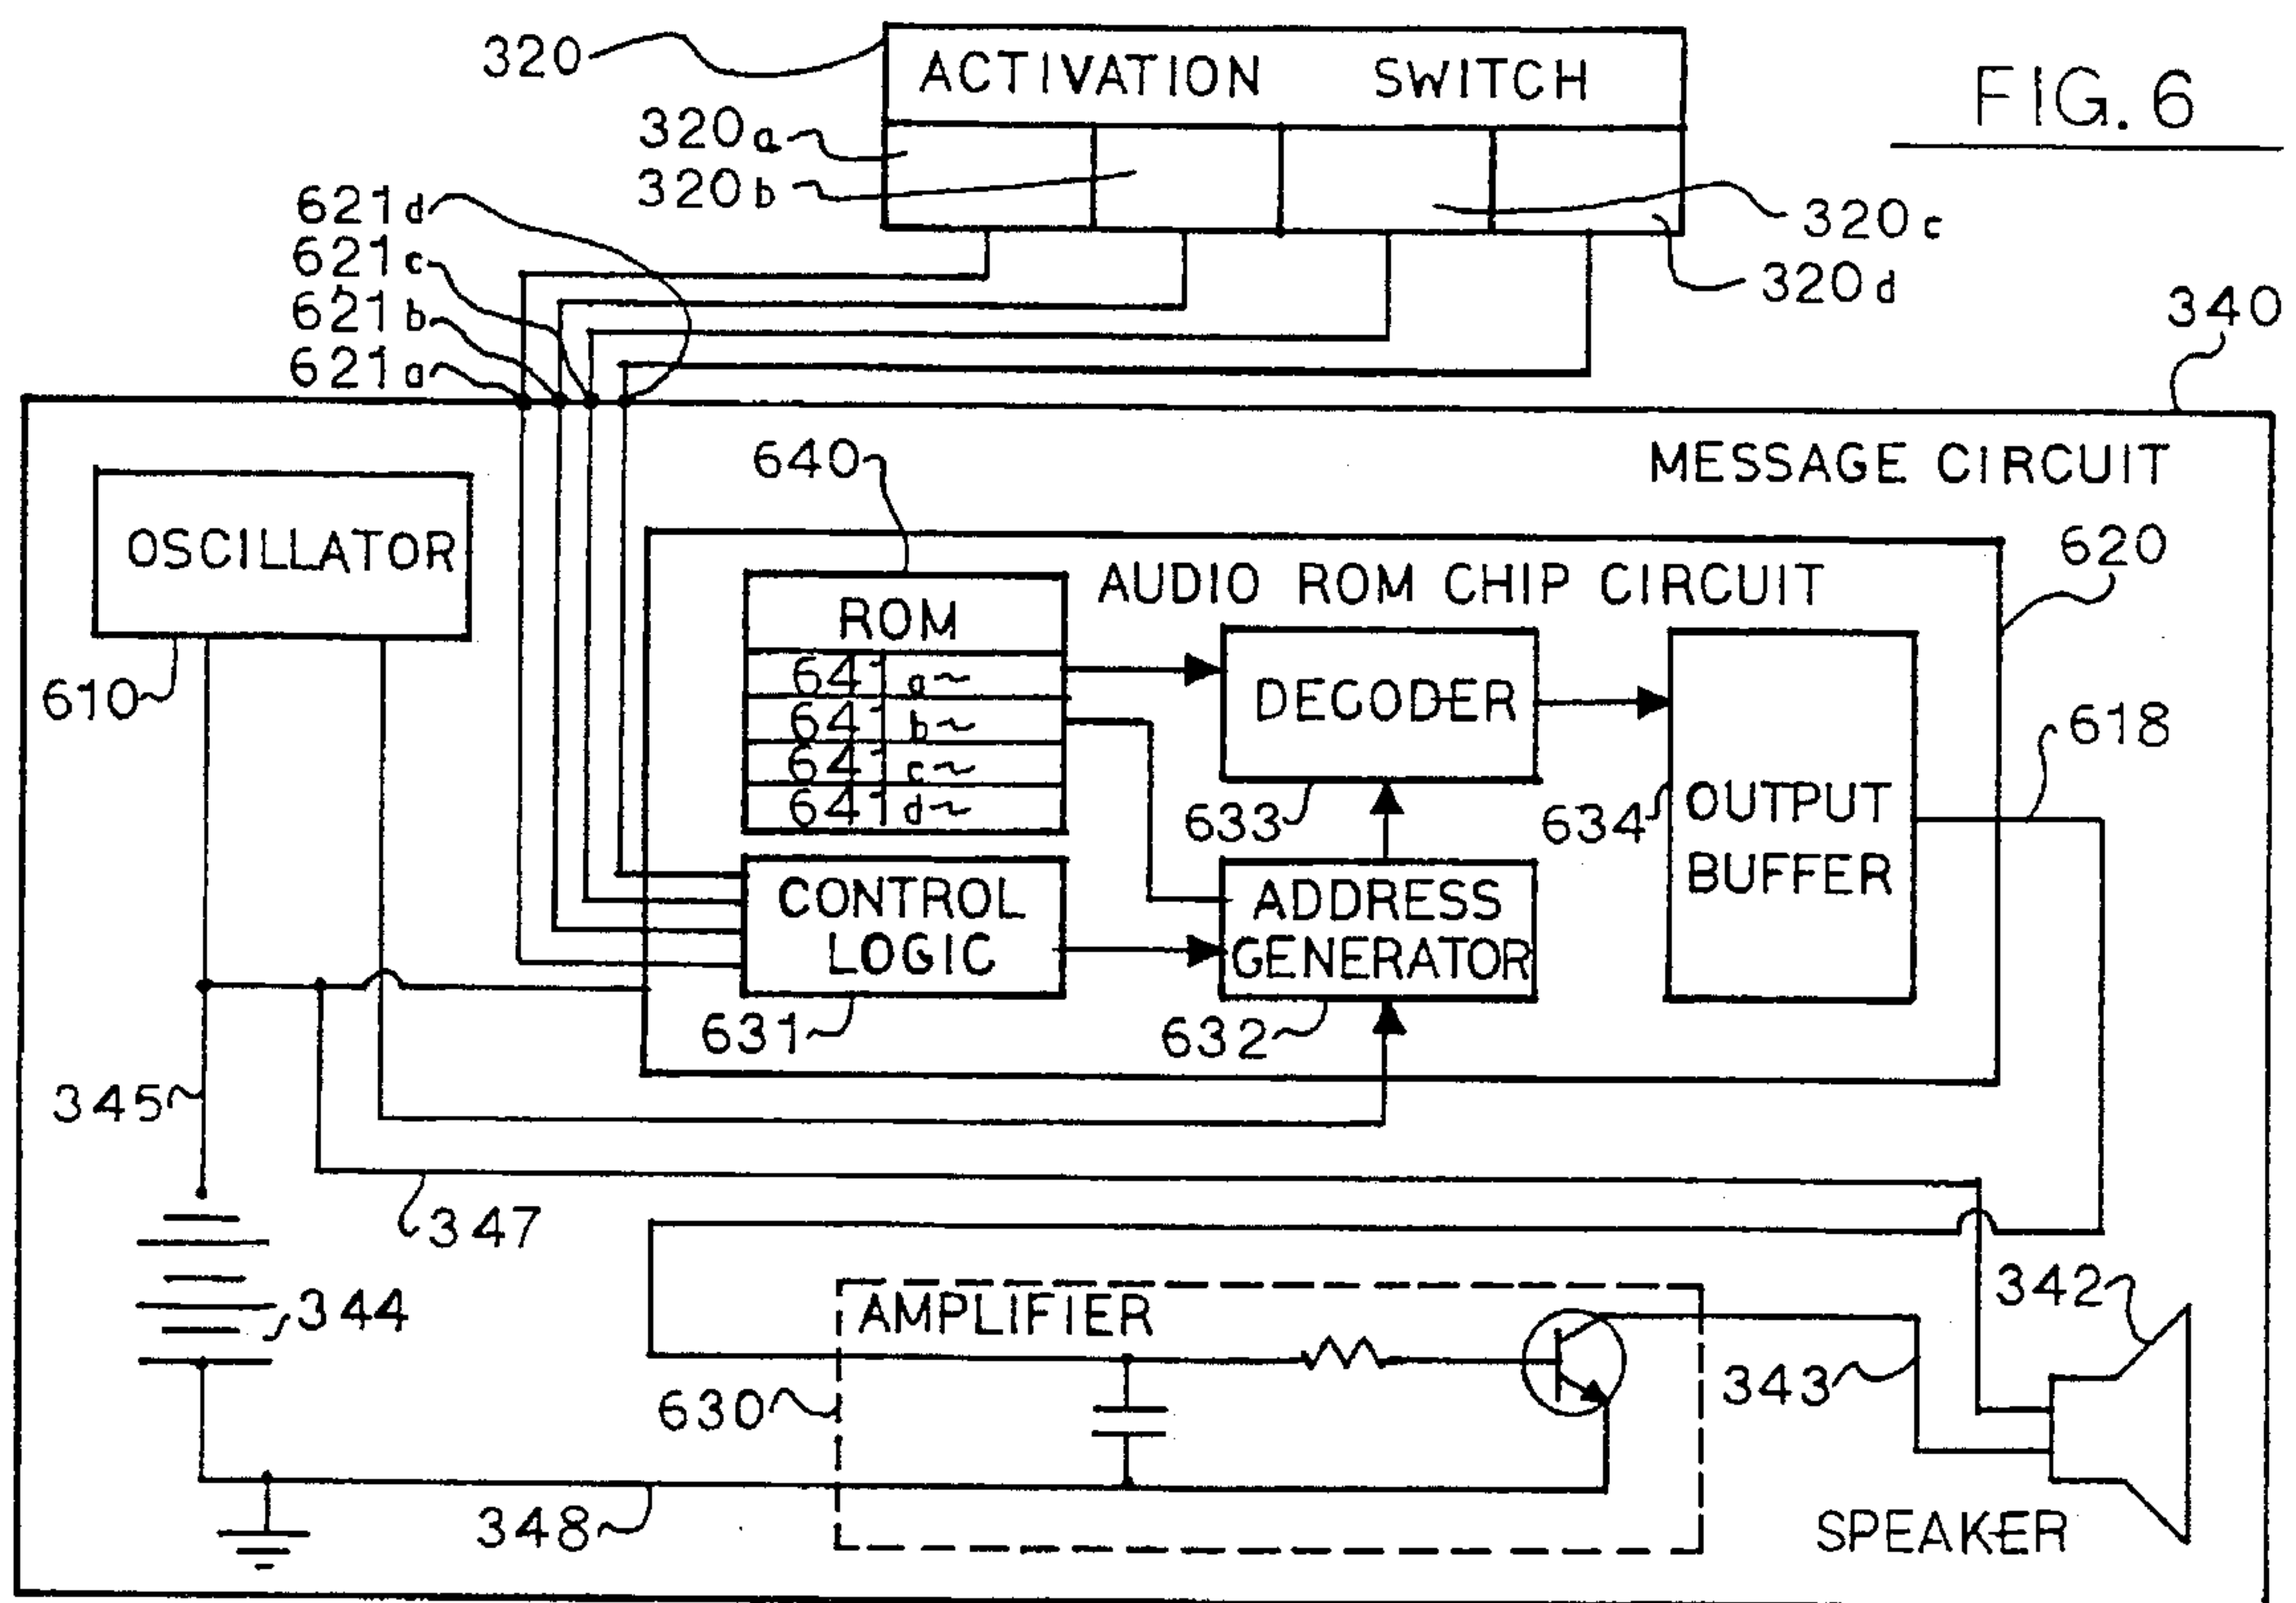 FIG. 6
320
ACTIVATION SWITCH
320a
320b
320c
320d
621d
621c
621b
621a
340
MESSAGE CIRCUIT
OSCILLATOR
610
640
620
AUDIO ROM CHIP CIRCUIT
ROM
641a
641b
641c
641d
DECODER
633
634
OUTPUT
BUFFER
618
CONTROL
LOGIC
631
ADDRESS
GENERATOR
632
345
347
344
AMPLIFIER
630
342
343
348
SPEAKER